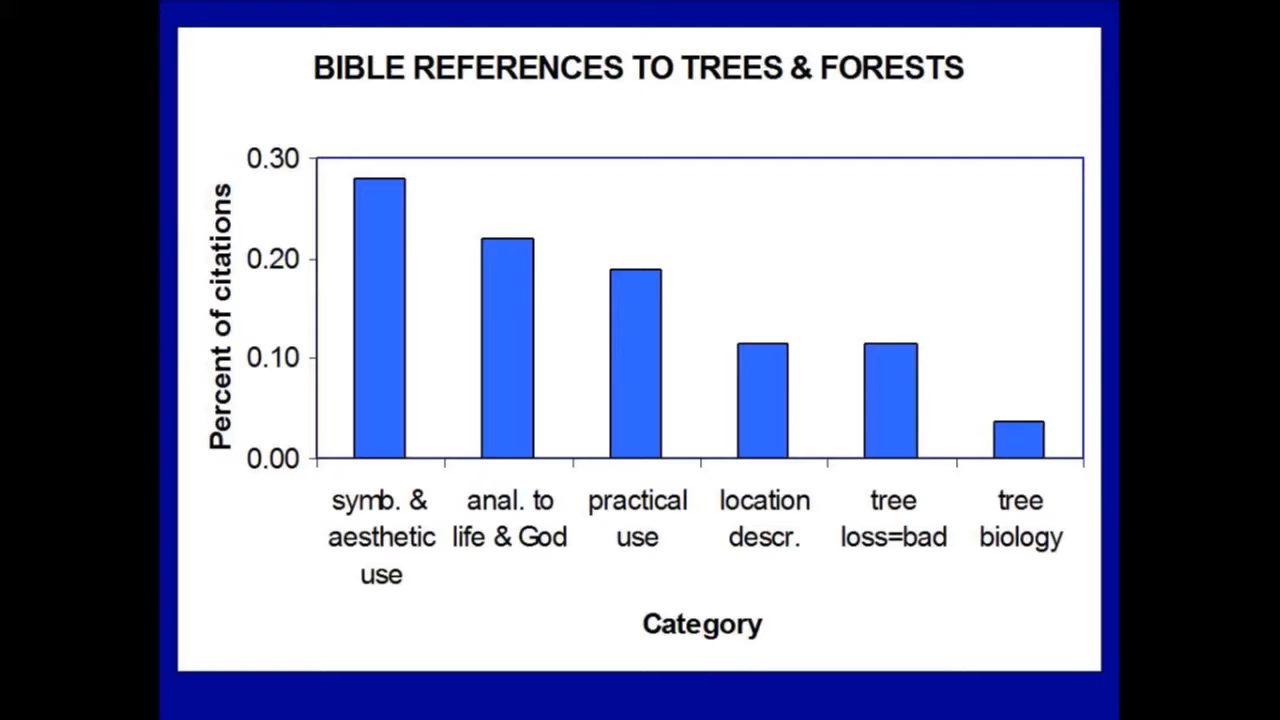 BIBLE REFERENCES TO TREES & FORESTS
Percent of citations
0.30
0.20
0.10
0.00
symb. & aesthetic use
anal. to life & God
practical use
location descr.
tree loss=bad
tree biology
Category